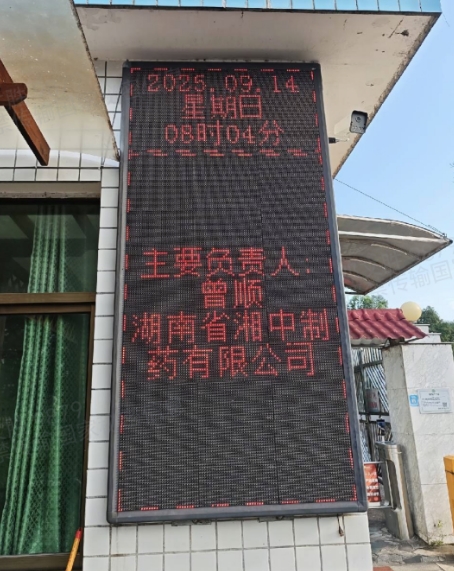 2025.09.14
星期日
08时04分
主要负责人:
曾顺
湖南省湘中制
药有限公司